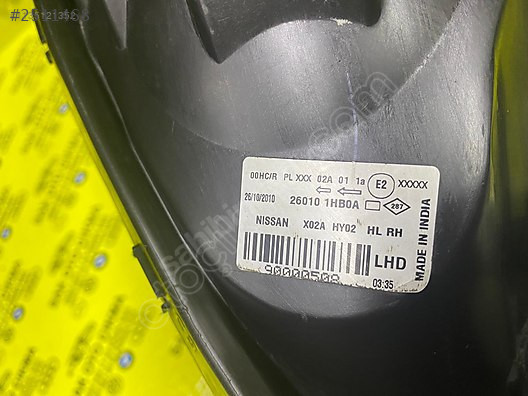 00HC/R PL XXX 02A 01 1a E2 XXXXX
26/10/2010 26010 1HB0A 287
NISSAN X02A HY02 HL RH
90000508 LHD
03:35
MADE IN INDIA